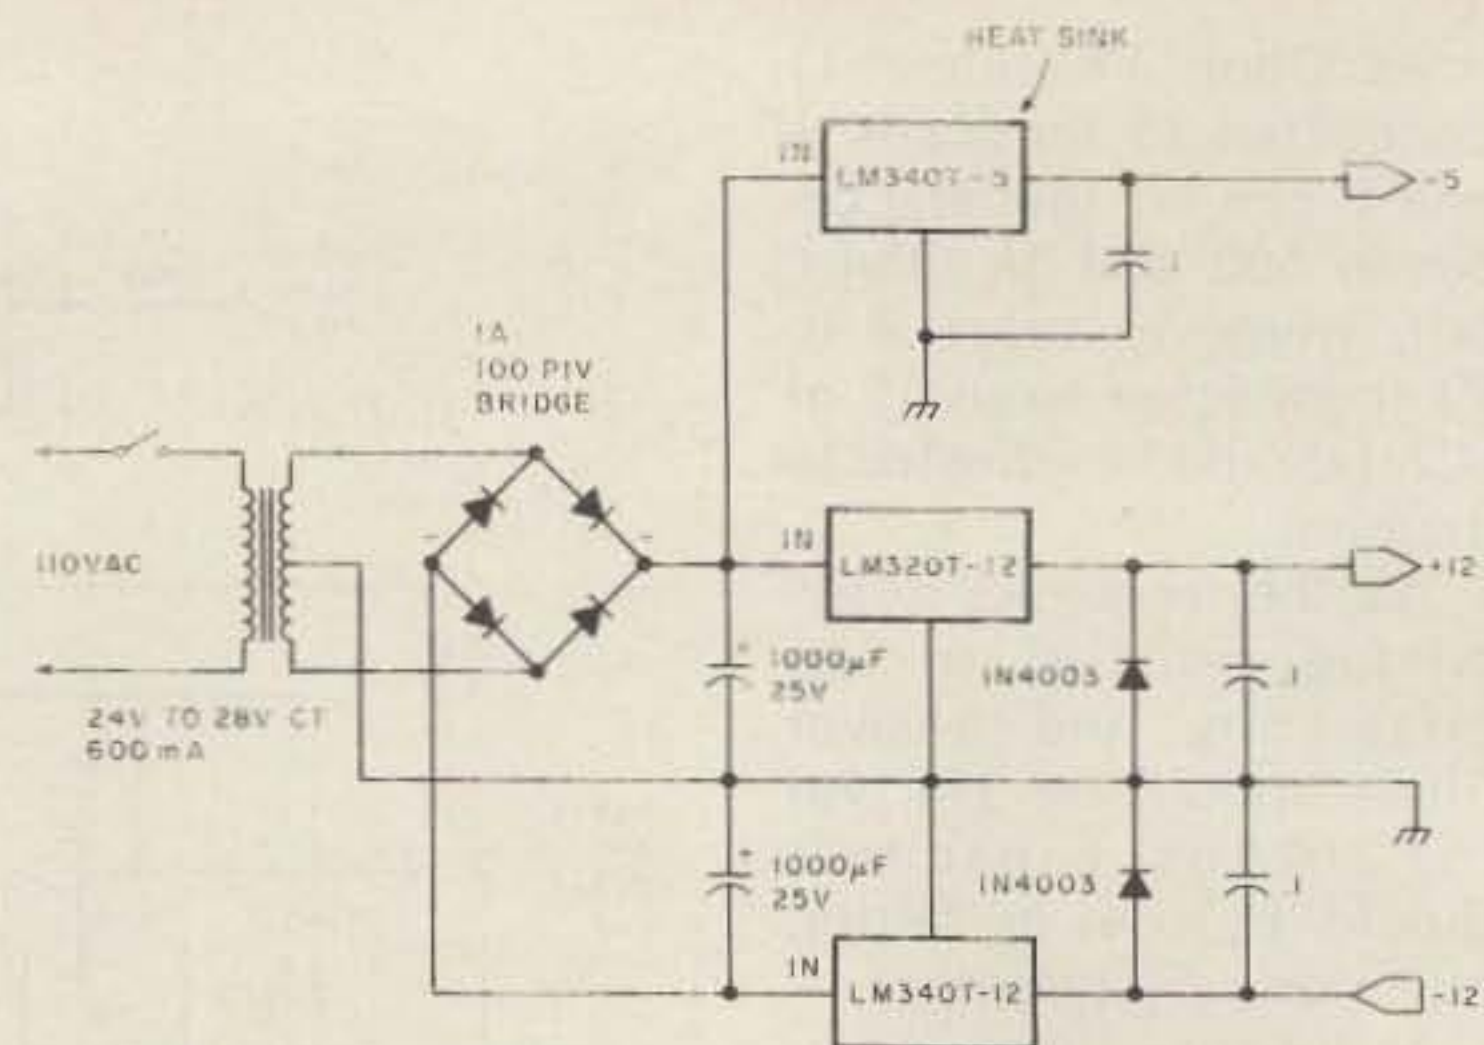 HEAT SINK
IN
LM340T-5
-5
.1
1A
100 PIV
BRIDGE
110VAC
24V TO 28V CT
600mA
-
-
IN
LM320T-12
+12
+
1000µF
25V
1N4003
.1
+
1000µF
25V
1N4003
.1
IN
LM340T-12
-12